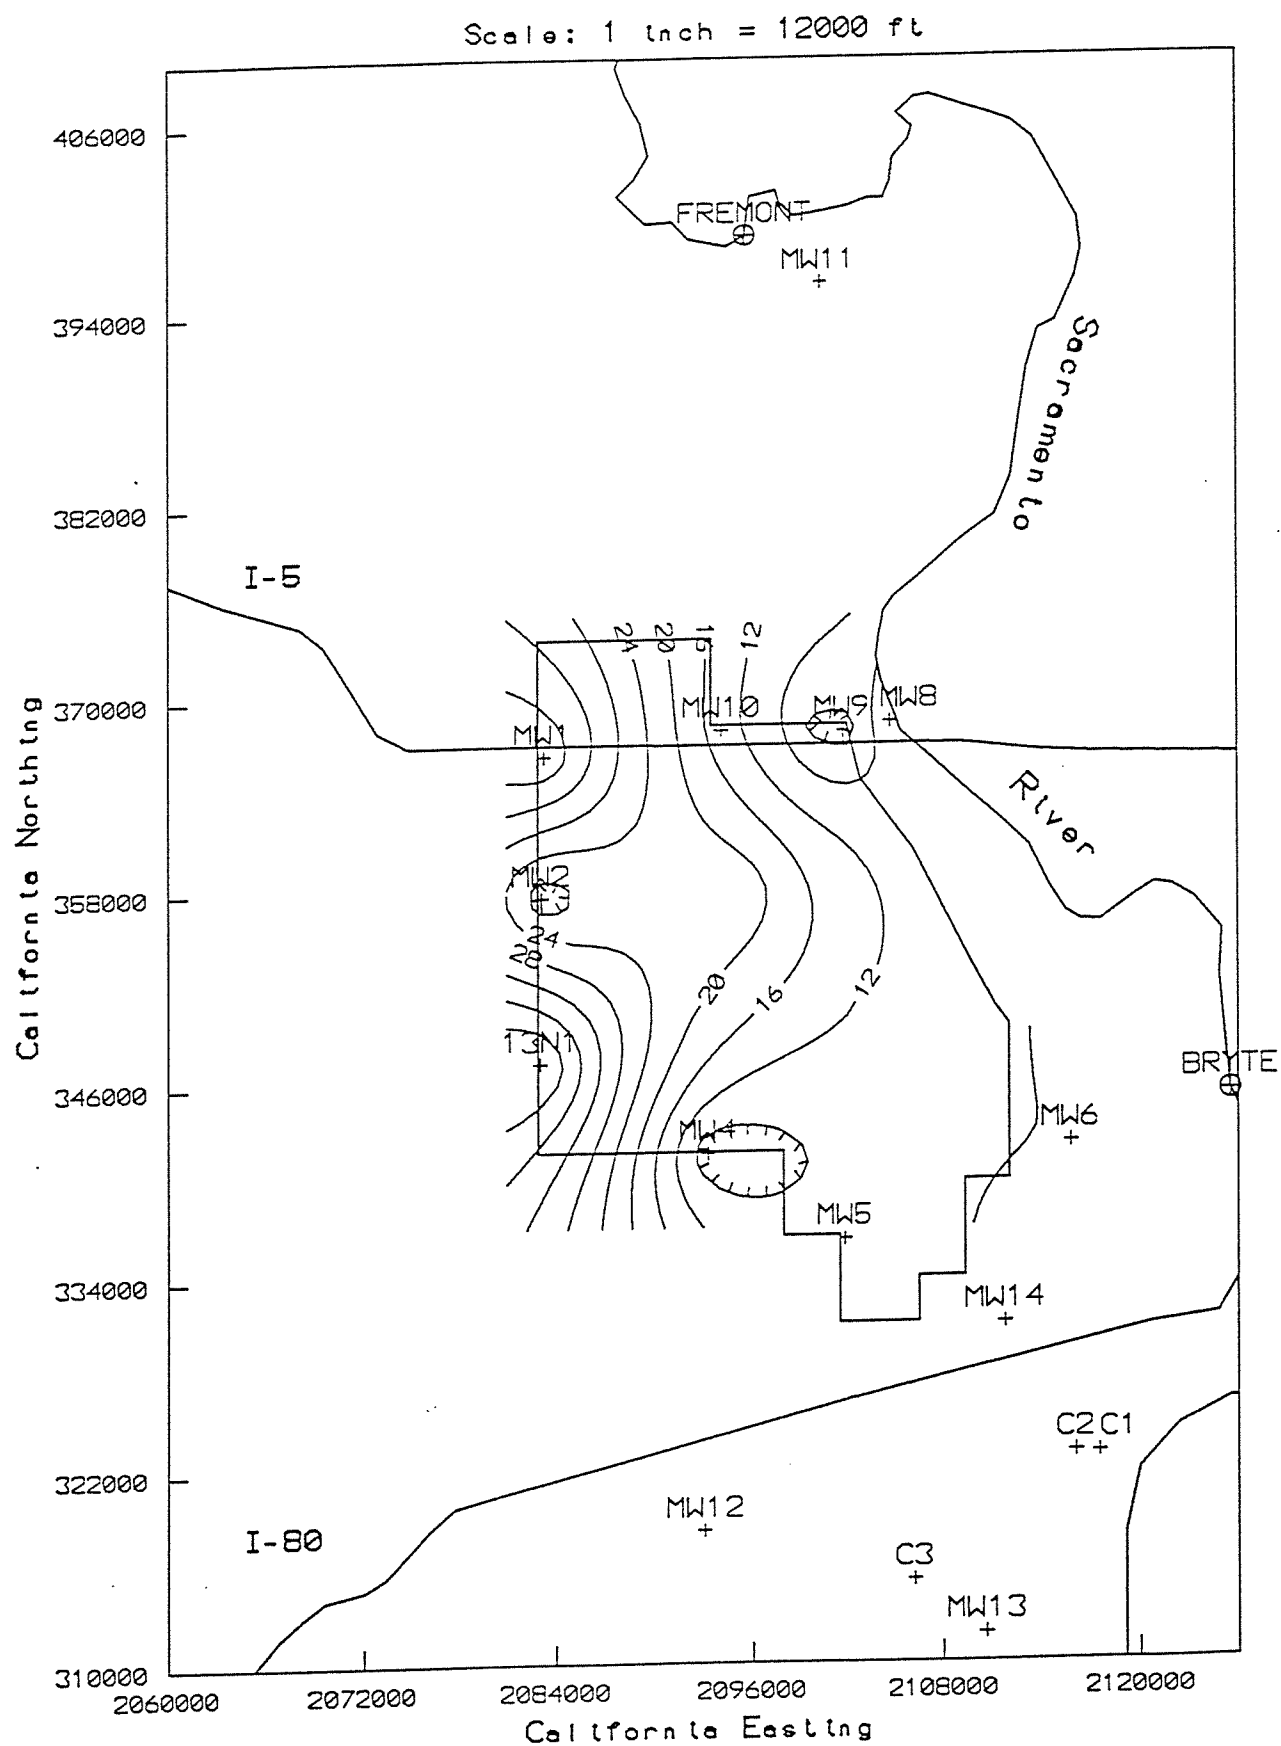 Scale: 1 inch = 12000 ft
406000
FREMONT
MW11
394000
Sacramento
382000
I-5
24
20
16
12
370000
MW10
MW9
MW8
MW1
River
MW2
358000
24
28
20
16
12
13N1
BRYTE
346000
MW6
MW4
MW5
334000
MW14
C2 C1
322000
MW12
I-80
C3
MW13
310000
2060000
2072000
2084000
2096000
2108000
2120000
California Northing
California Easting